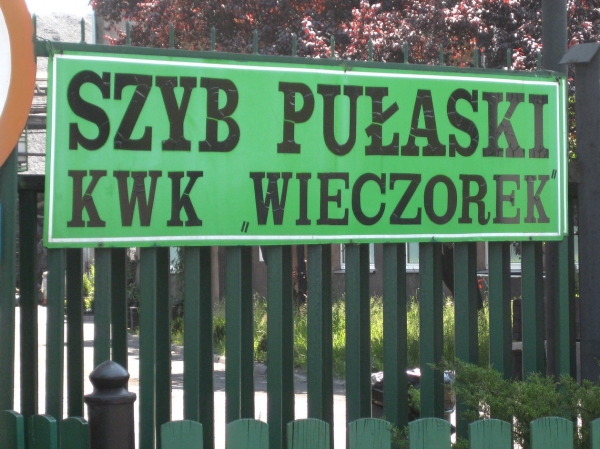 SZYB PUŁASKI
KWK „WIECZOREK”